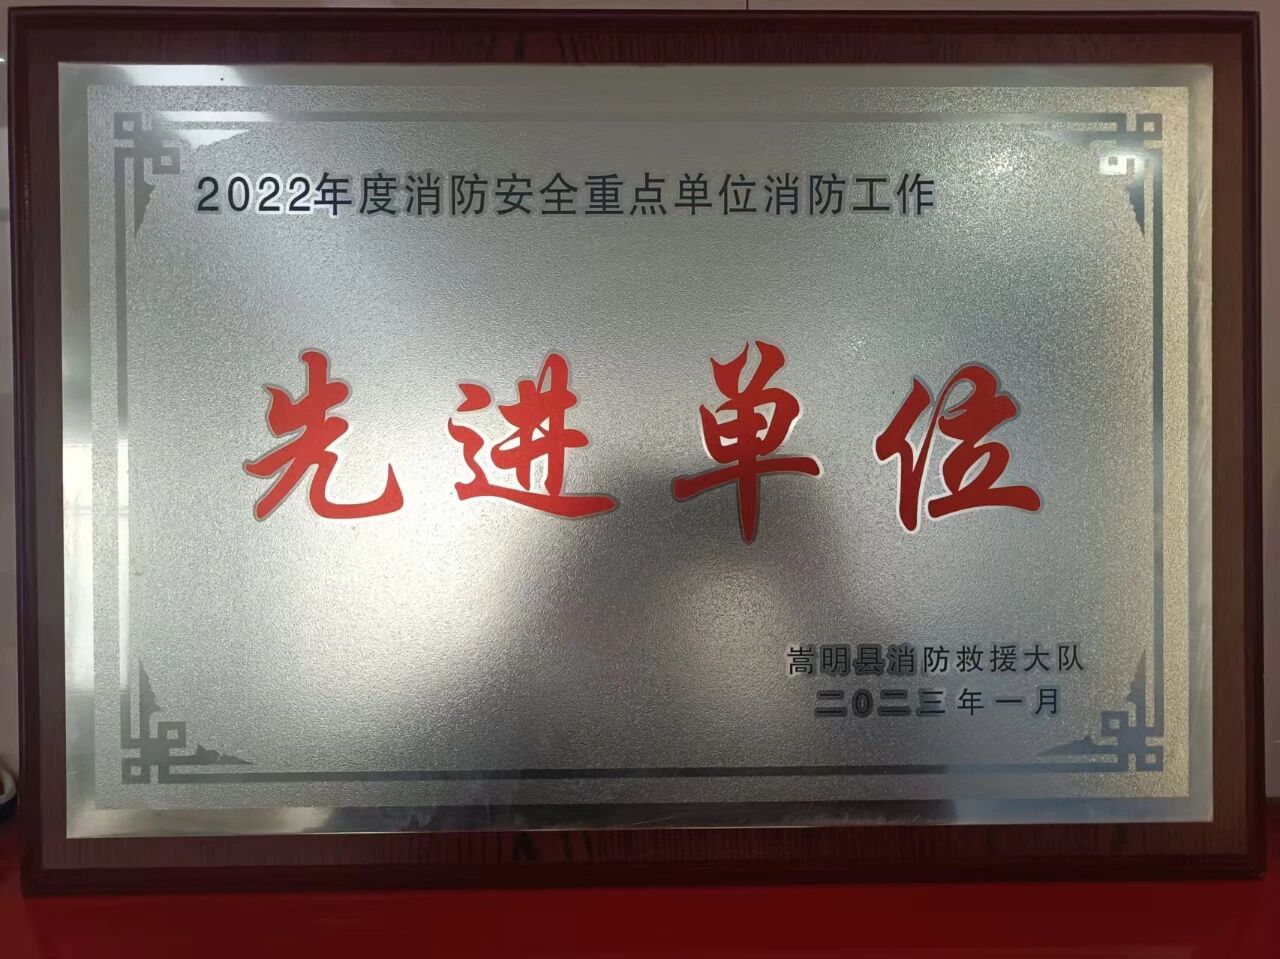 2022年度消防安全重点单位消防工作
先进单位
嵩明县消防救援大队
二〇二三年一月